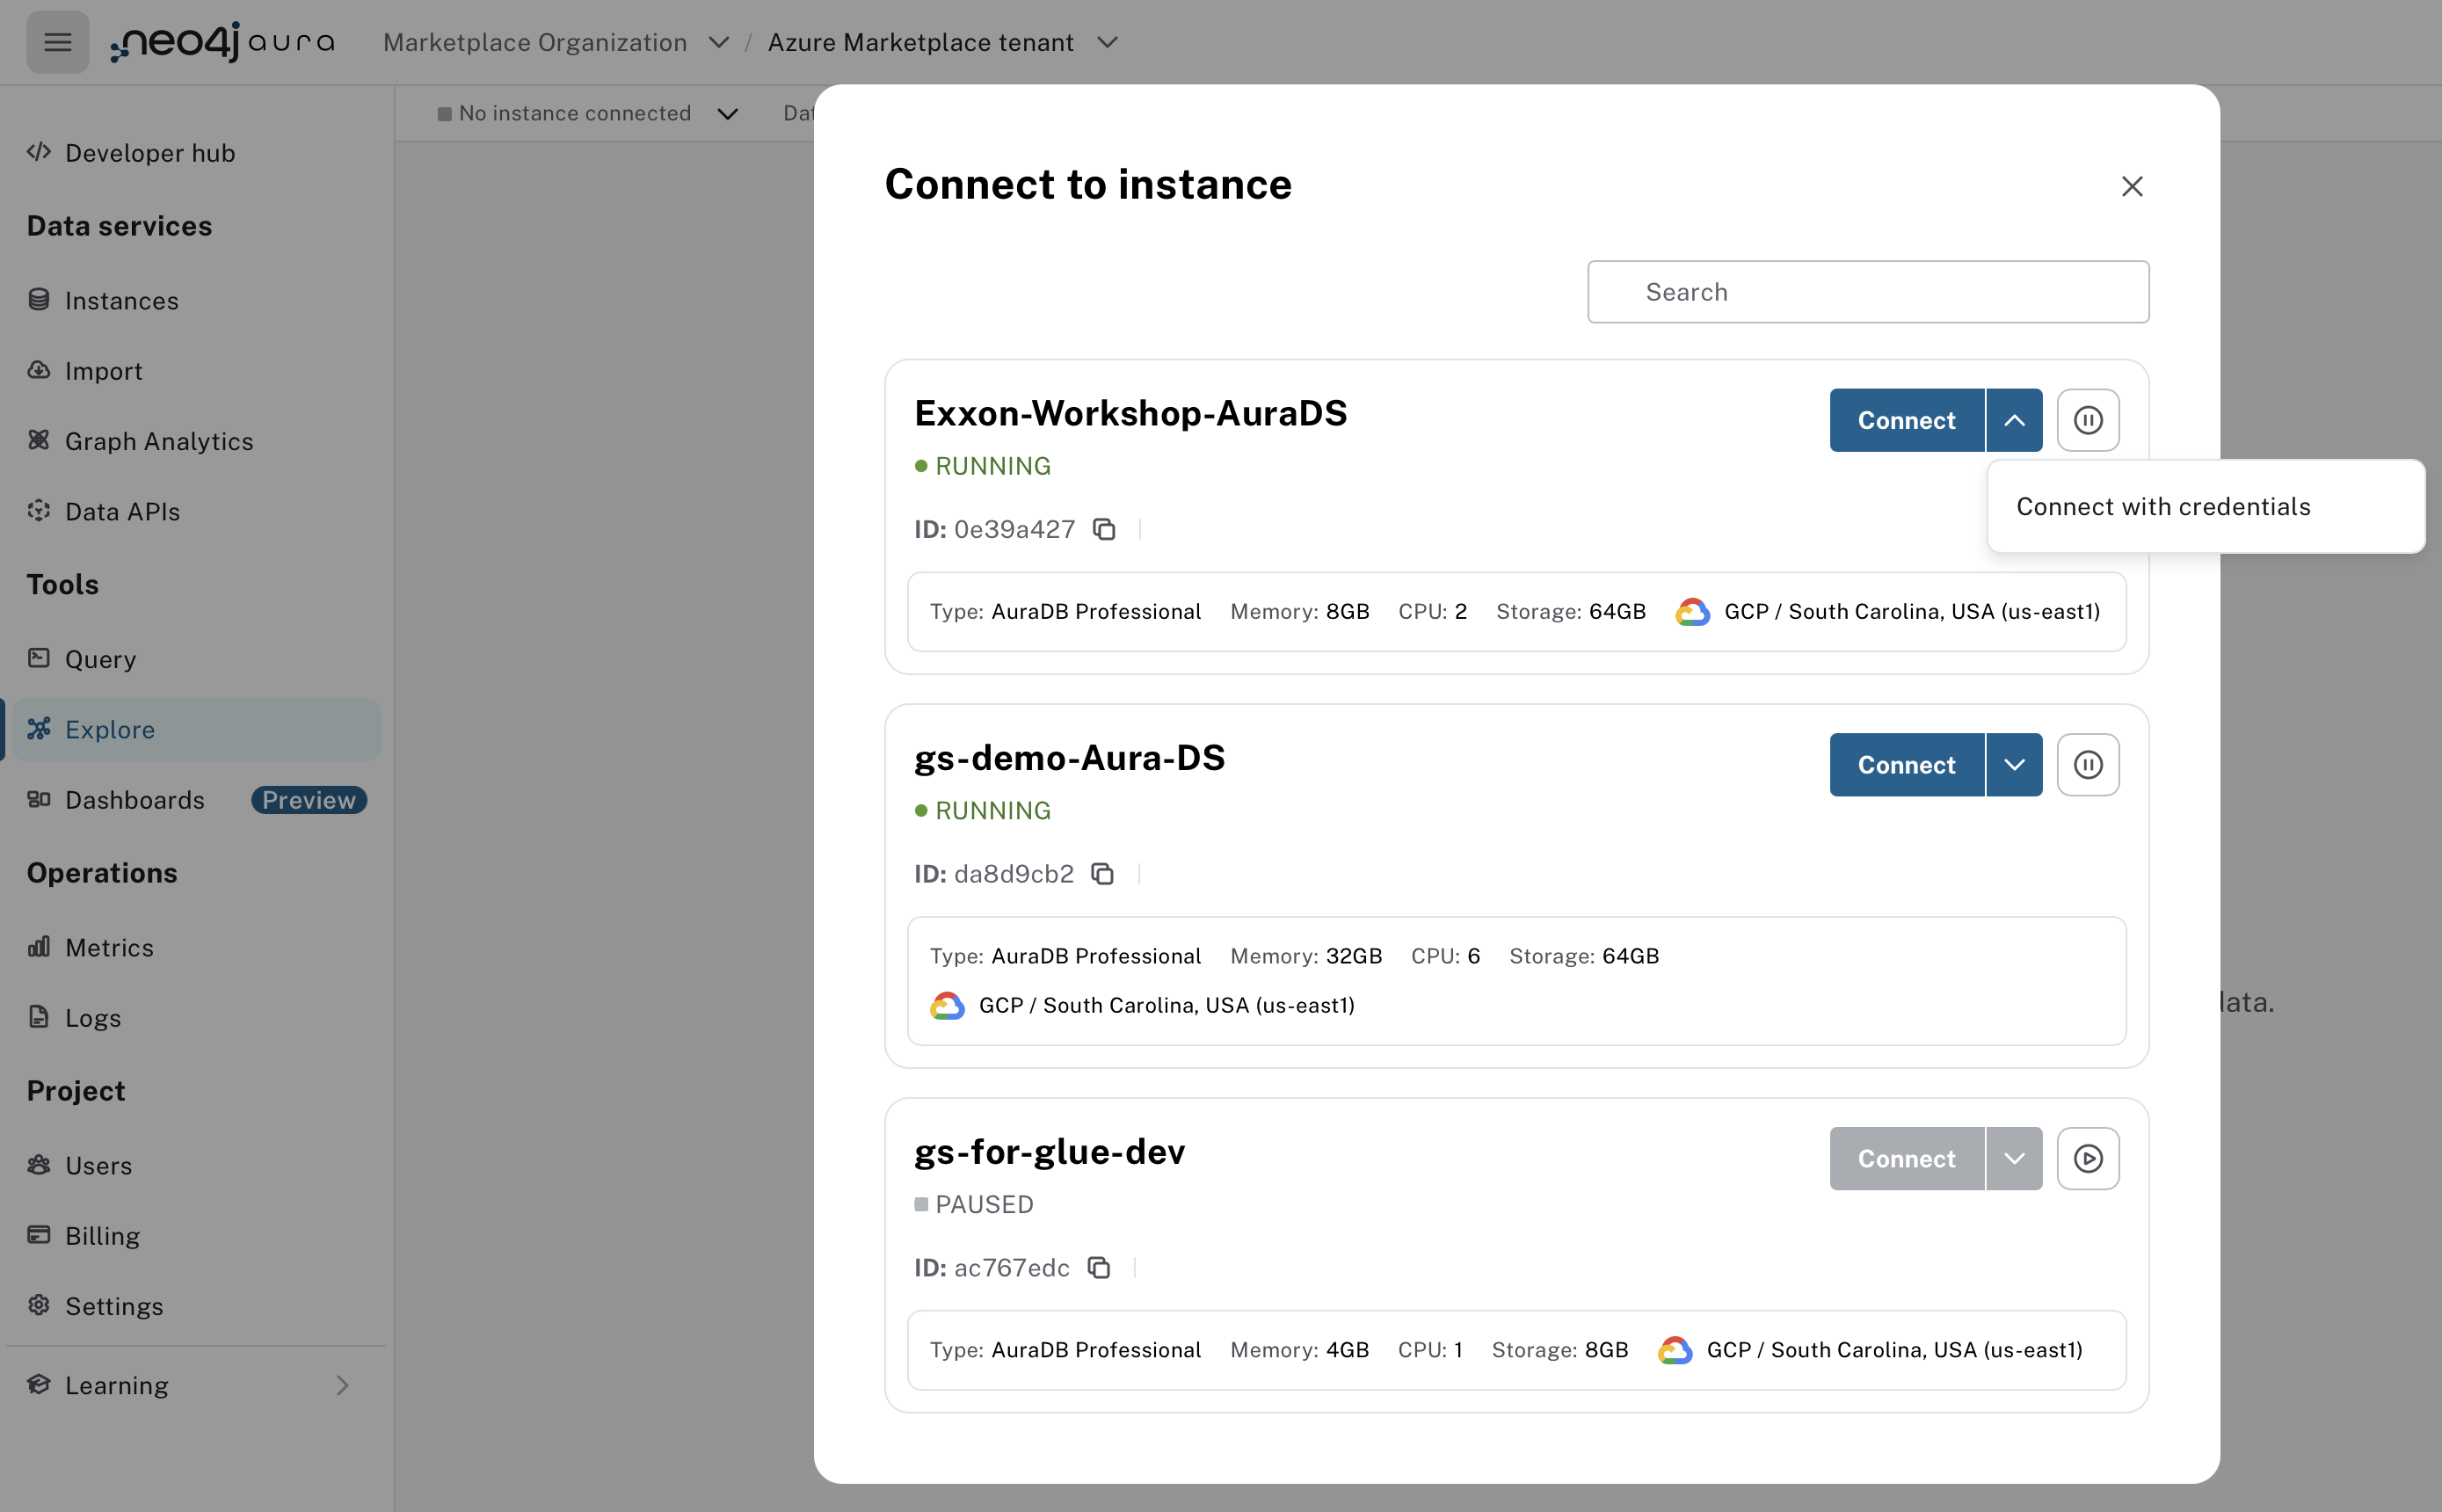 neo4j aura Marketplace Organization / Azure Marketplace tenant
No instance connected
Developer hub
Data services
Instances
Import
Graph Analytics
Data APIs
Tools
Query
Explore
Dashboards Preview
Operations
Metrics
Logs
Project
Users
Billing
Settings
Learning
Connect to instance
Search
Exxon-Workshop-AuraDS
Connect
RUNNING
Connect with credentials
ID: 0e39a427
Type: AuraDB Professional Memory: 8GB CPU: 2 Storage: 64GB GCP / South Carolina, USA (us-east1)
gs-demo-Aura-DS
Connect
RUNNING
ID: da8d9cb2
Type: AuraDB Professional Memory: 32GB CPU: 6 Storage: 64GB
GCP / South Carolina, USA (us-east1)
data.
gs-for-glue-dev
Connect
PAUSED
ID: ac767edc
Type: AuraDB Professional Memory: 4GB CPU: 1 Storage: 8GB GCP / South Carolina, USA (us-east1)